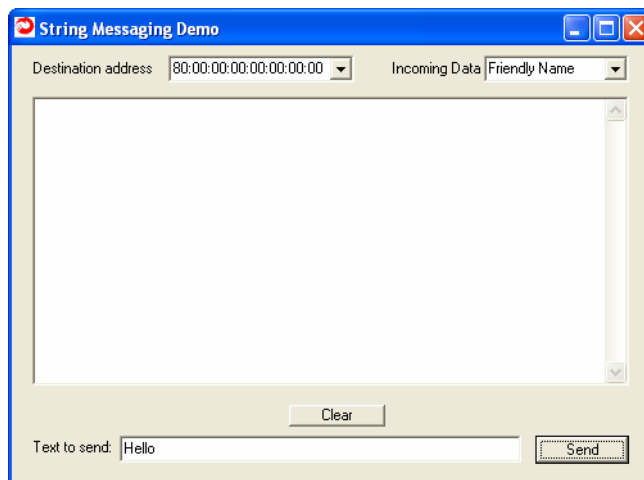 String Messaging Demo
Destination address 80:00:00:00:00:00:00:00 Incoming Data Friendly Name
Clear
Text to send: Hello Send